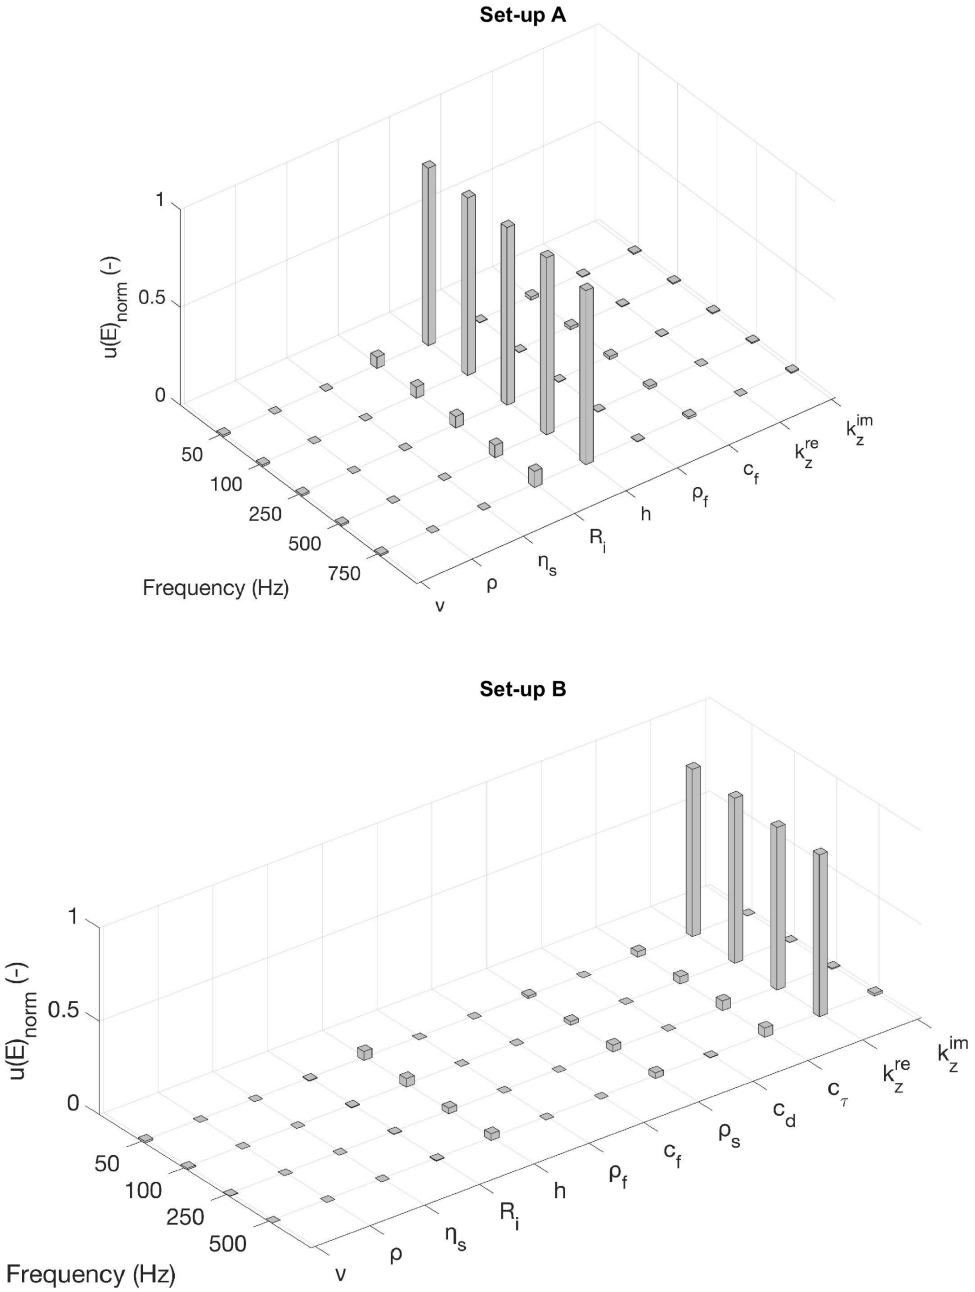 Set-up A
1
0.5
0
u(E)norm (-)
50
100
250
500
750
Frequency (Hz)
ν
ρ
ηs
Ri
h
ρf
cf
kzre
kzim
Set-up B
1
0.5
0
u(E)norm (-)
50
100
250
500
Frequency (Hz)
ν
ρ
ηs
Ri
h
ρf
cf
ρs
cd
cτ
kzre
kzim